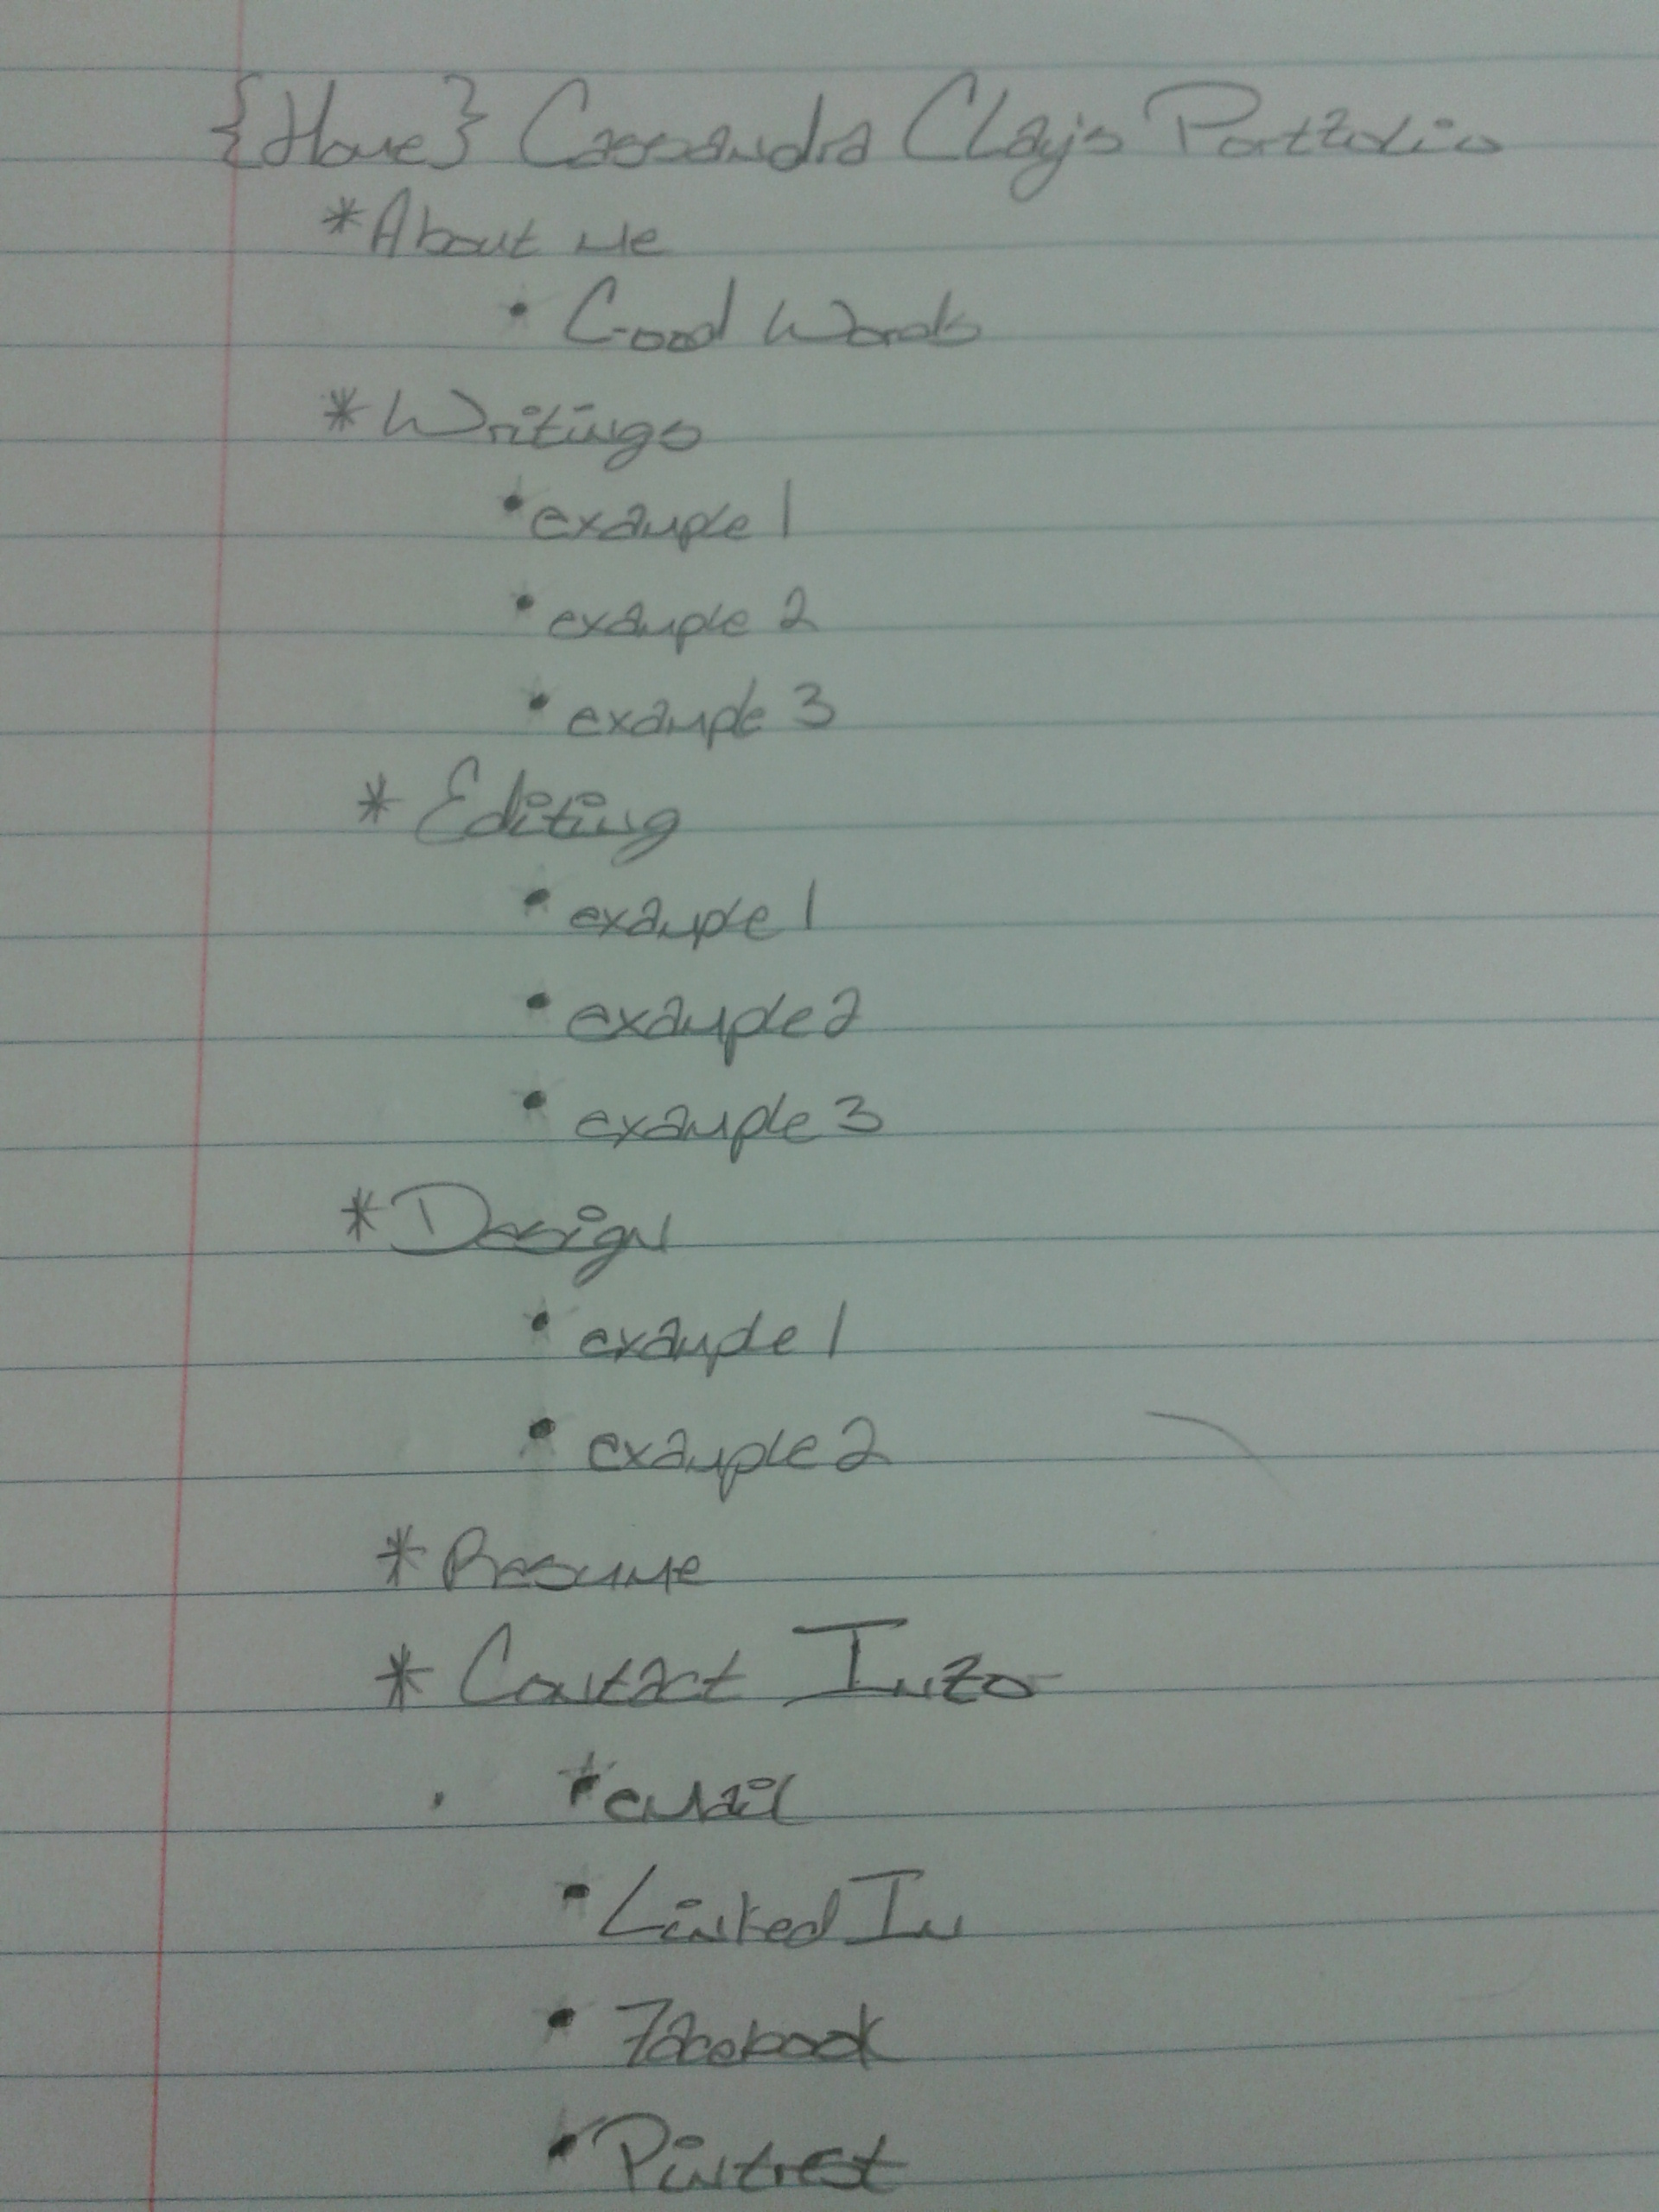 {Home} Cassandra Clay's Portfolio
* About me
• Good Words
* Writings
• example 1
• example 2
• example 3
* Editing
• example 1
• example 2
• example 3
* Design
• example 1
• example 2
* Resume
* Contact Info
* email
• LinkedIn
• Facebook
• Pintrest